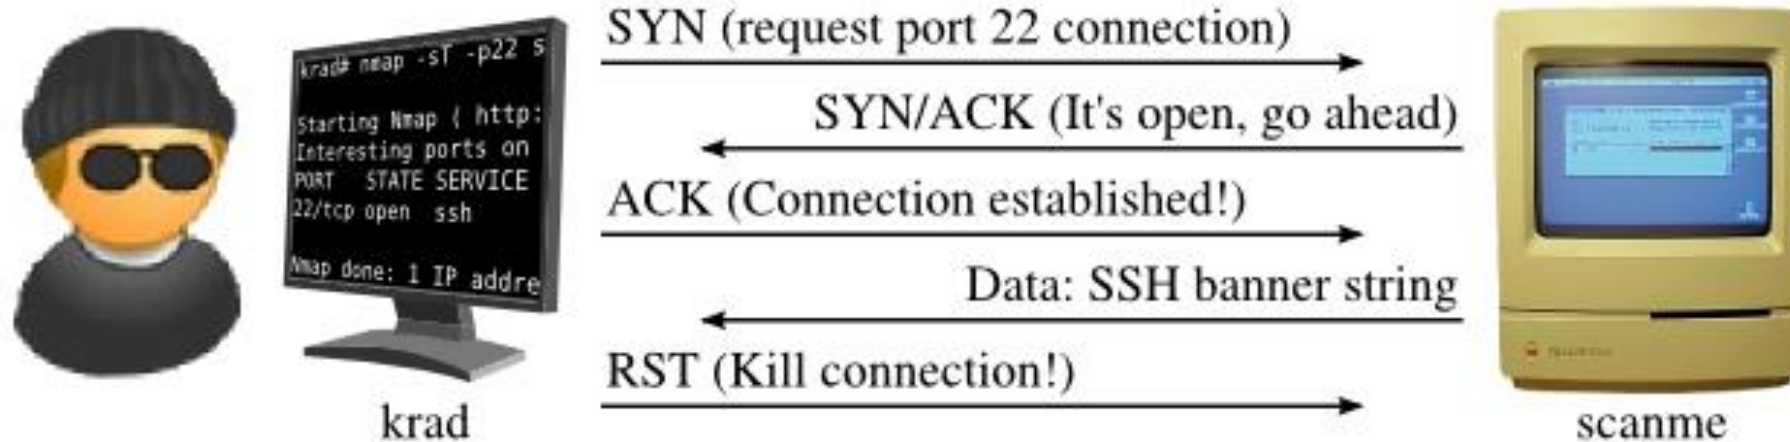 krad# nmap -sT -p22 s
Starting Nmap ( http:
Interesting ports on
PORT STATE SERVICE
22/tcp open ssh
Nmap done: 1 IP addre
krad
SYN (request port 22 connection)
SYN/ACK (It's open, go ahead)
ACK (Connection established!)
Data: SSH banner string
RST (Kill connection!)
scanme